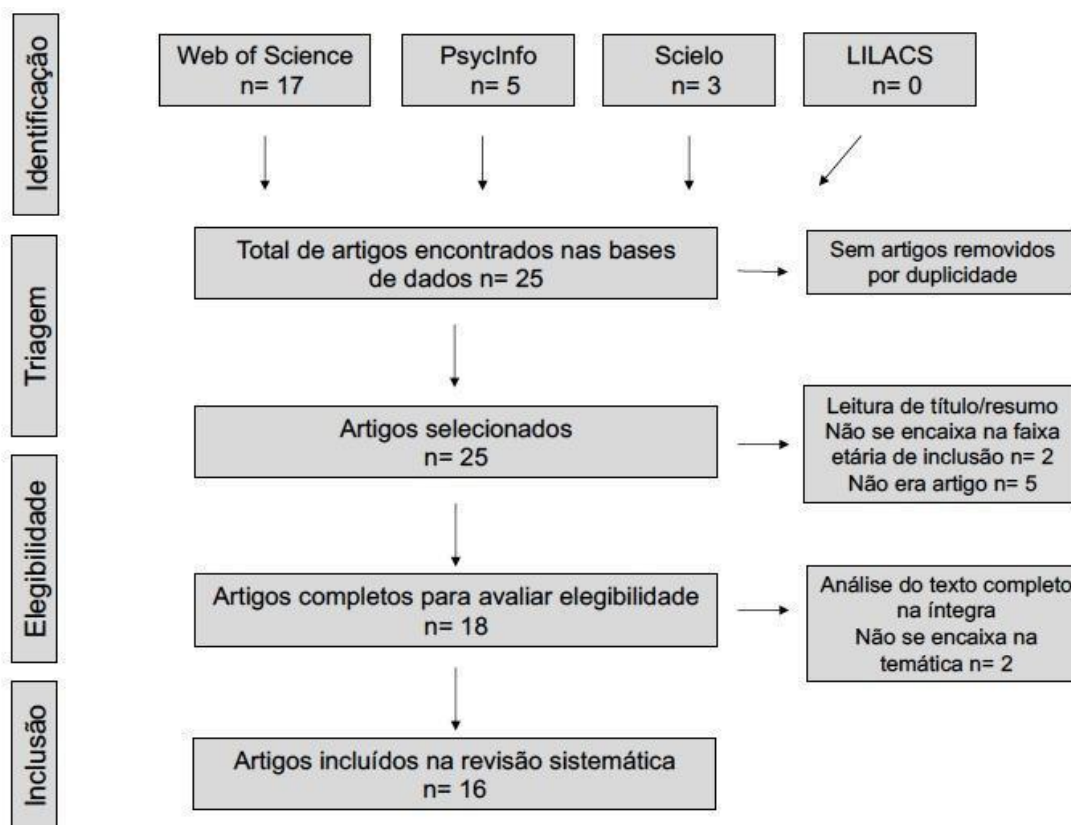 Identificação
Web of Science
n= 17
PsycInfo
n= 5
Scielo
n= 3
LILACS
n= 0
Triagem
Total de artigos encontrados nas bases
de dados n= 25
Sem artigos removidos
por duplicidade
Artigos selecionados
n= 25
Leitura de título/resumo
Não se encaixa na faixa
etária de inclusão n= 2
Não era artigo n= 5
Elegibilidade
Artigos completos para avaliar elegibilidade
n= 18
Análise do texto completo
na íntegra
Não se encaixa na
temática n= 2
Inclusão
Artigos incluídos na revisão sistemática
n= 16